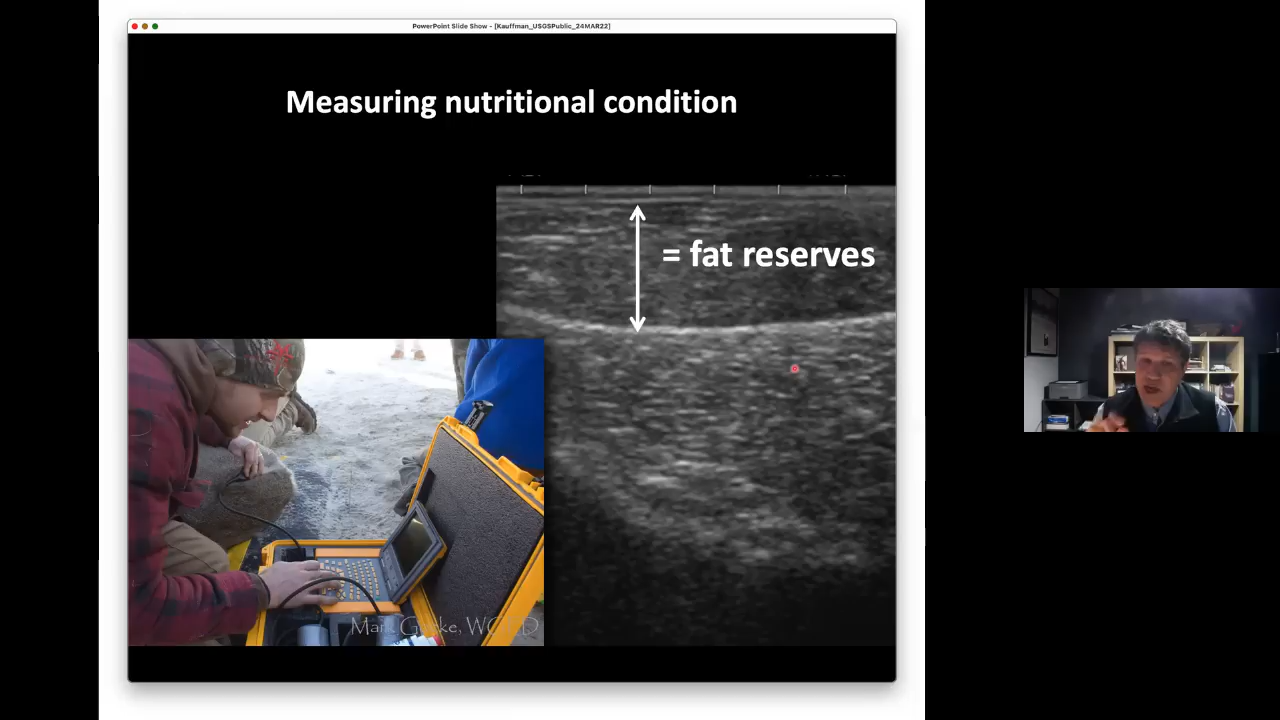 PowerPoint Slide Show - [Kauffman_USGSPublic_24MAR22]
Measuring nutritional condition
= fat reserves